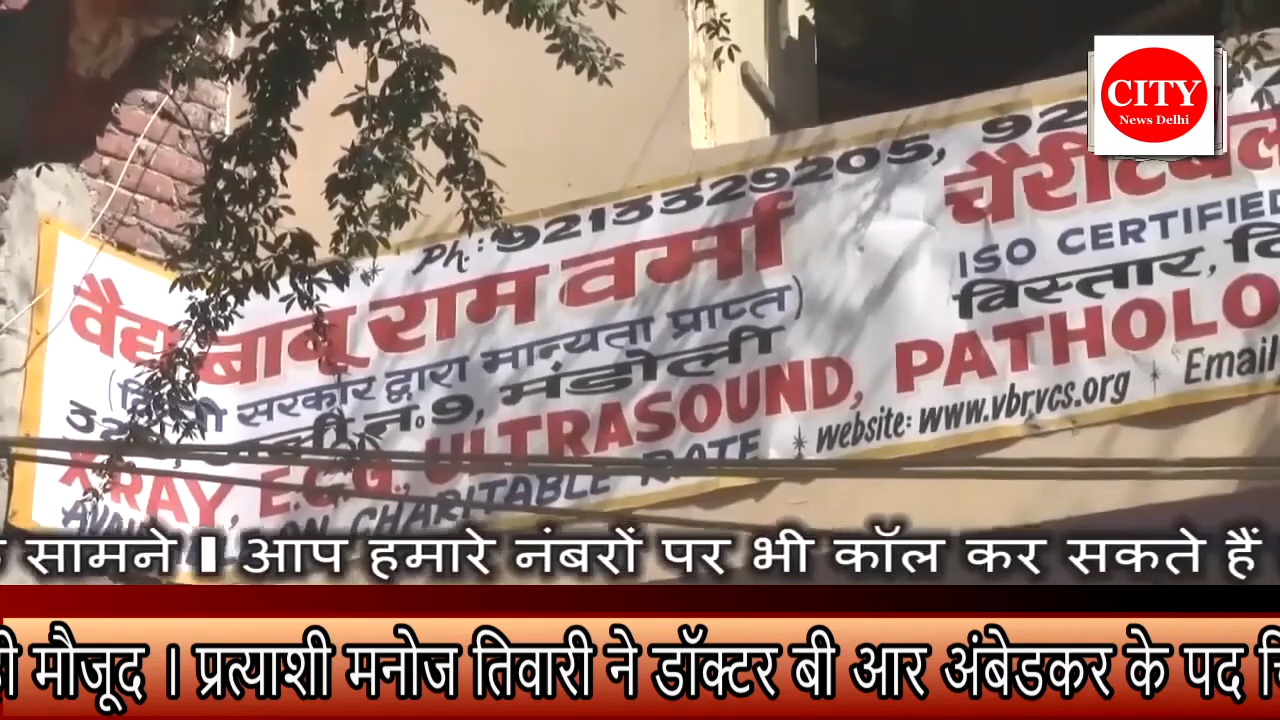 CITY
News Delhi
Ph.: 9213329205, 92
वैद्य बाबू राम वर्मा
चैरीटेबल
सरकार द्वारा मान्यता प्राप्त)
ISO CERTIFIED
नं॰ 9, मंडोली
विस्तार,
X-RAY, E.C.G., ULTRASOUND, PATHOLO
CHARITABLE RATE
website: www.vbrvcs.org
Email
सामने । आप हमारे नंबरों पर भी कॉल कर सकते हैं
मौजूद । प्रत्याशी मनोज तिवारी ने डॉक्टर बी आर अंबेडकर के पद